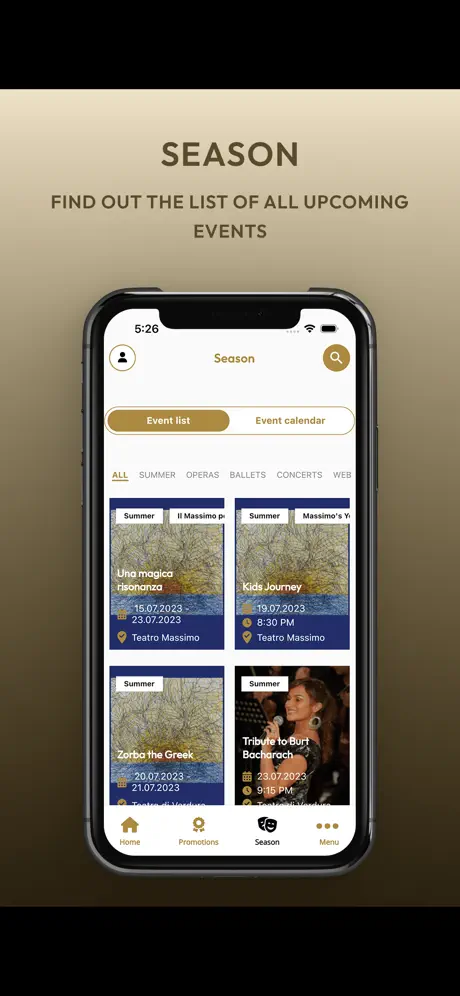 SEASON
FIND OUT THE LIST OF ALL UPCOMING
EVENTS
5:26
Season
Event list
Event calendar
ALL SUMMER OPERAS BALLETS CONCERTS WEB
Summer
Il Massimo
Una magica
risonanza
15.07.2023 -
23.07.2023
Teatro Massimo
Summer
Massimo's
Kids Journey
19.07.2023
8:30 PM
Teatro Massimo
Summer
Zorba the Greek
20.07.2023 -
21.07.2023
Teatro di Verdura
Summer
Tribute to Burt
Bacharach
23.07.2023
9:15 PM
Teatro di Verdura
Home
Promotions
Season
Menu